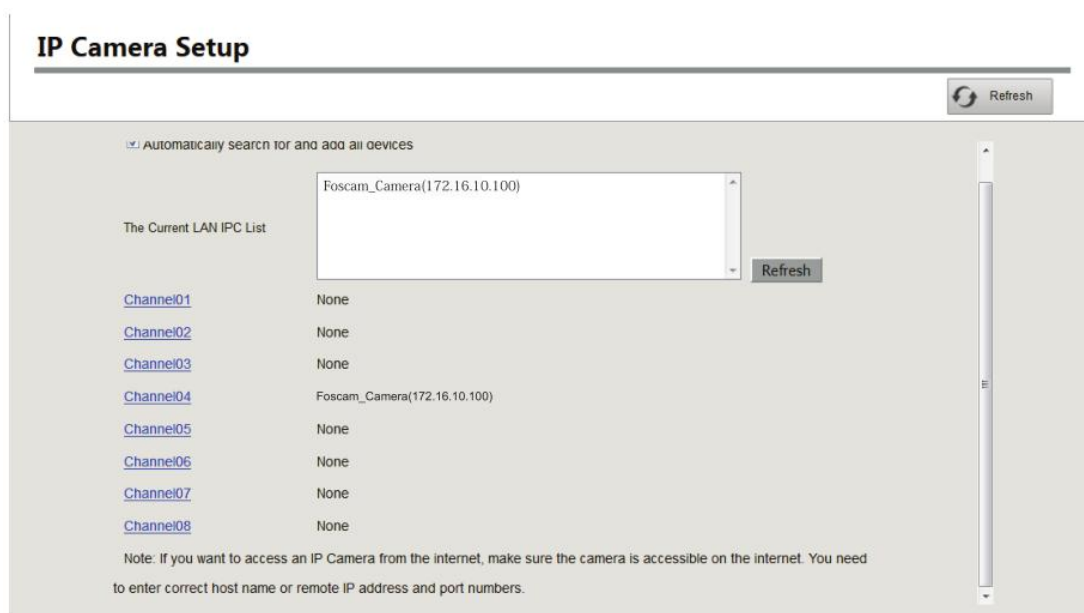 IP Camera Setup
Refresh
Automatically search for and add all devices
Foscam_Camera(172.16.10.100)
The Current LAN IPC List
Refresh
Channel01 None
Channel02 None
Channel03 None
Channel04 Foscam_Camera(172.16.10.100)
Channel05 None
Channel06 None
Channel07 None
Channel08 None
Note: If you want to access an IP Camera from the internet, make sure the camera is accessible on the internet. You need
to enter correct host name or remote IP address and port numbers.